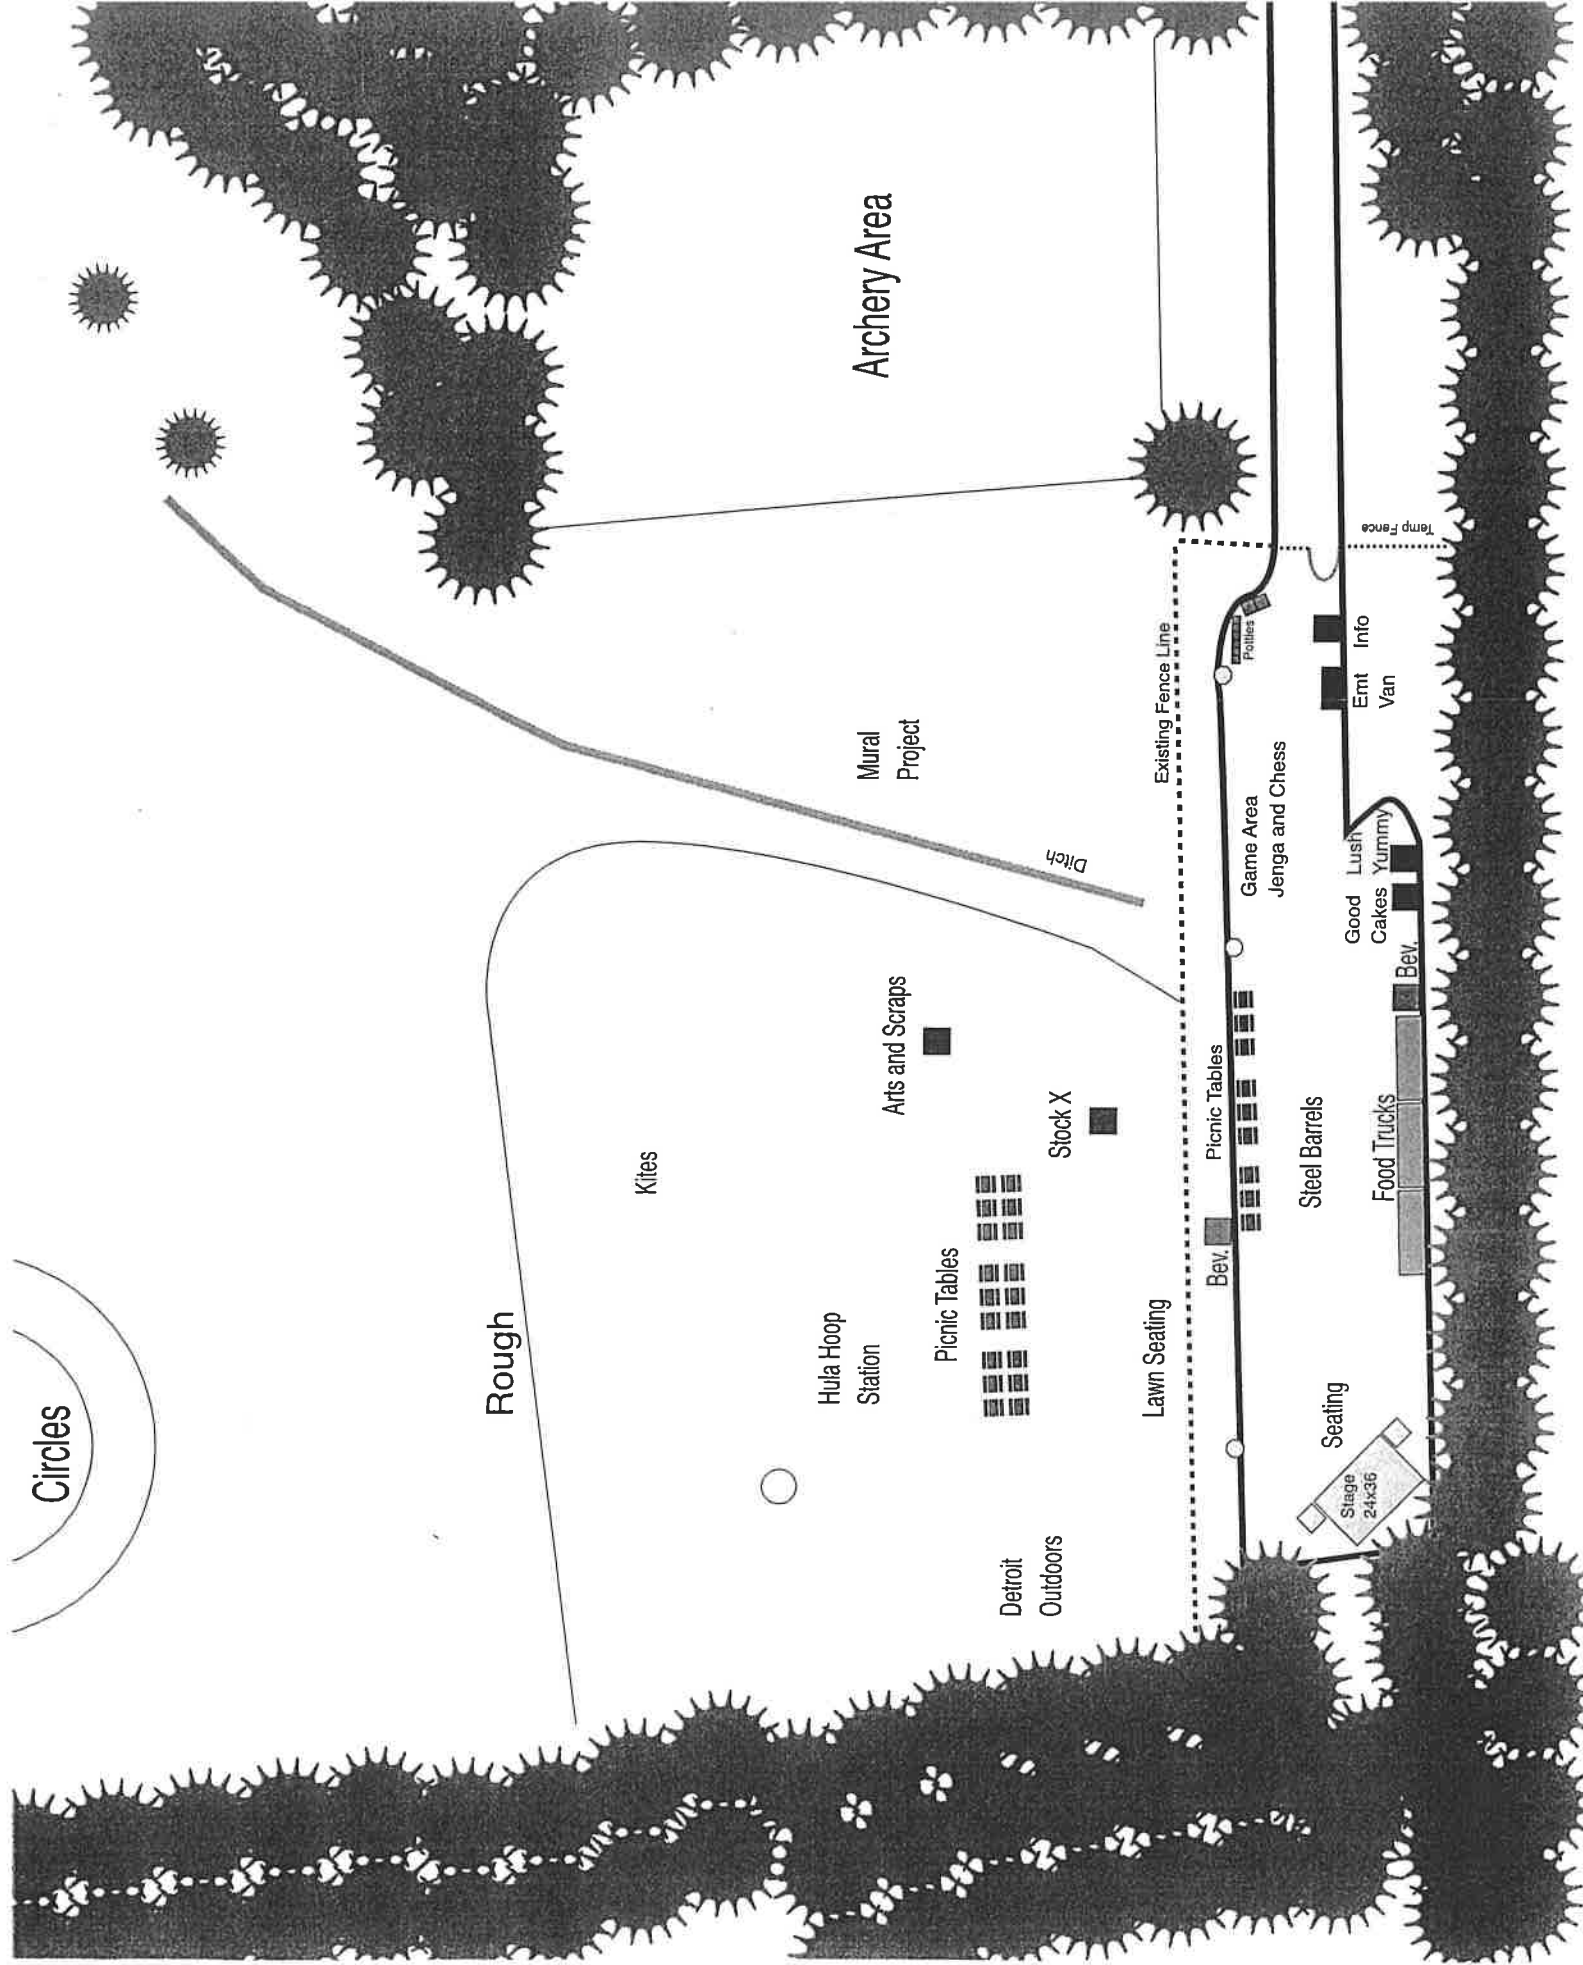 Circles
Rough
Kites
Hula Hoop
Station
Picnic Tables
Arts and Scraps
Stock X
Detroit
Outdoors
Lawn Seating
Mural
Project
Ditch
Archery Area
Existing Fence Line
Temp Fence
Potties
Game Area
Jenga and Chess
Picnic Tables
Bev.
Steel Barrels
Seating
Stage
24x36
Food Trucks
Bev.
Good
Cakes
Lush
Yummy
Emt
Van
Info